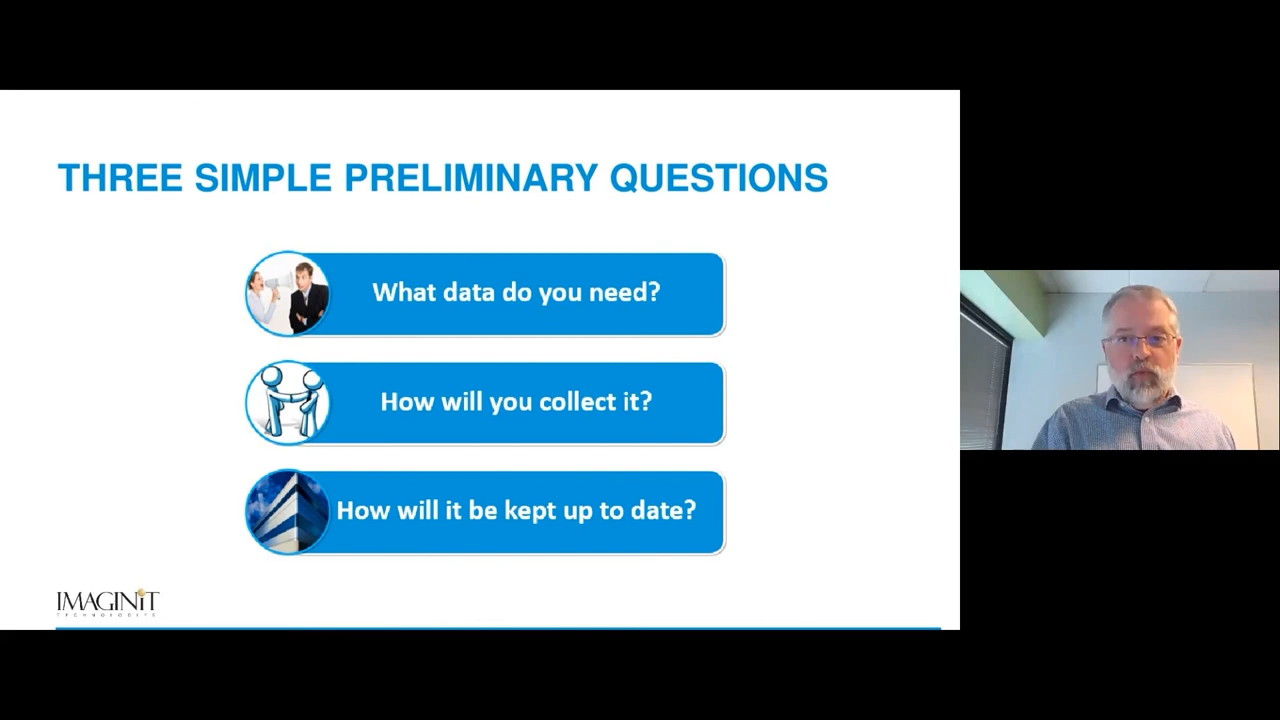 THREE SIMPLE PRELIMINARY QUESTIONS
What data do you need?
How will you collect it?
How will it be kept up to date?
IMAGINiT
TECHNOLOGIES